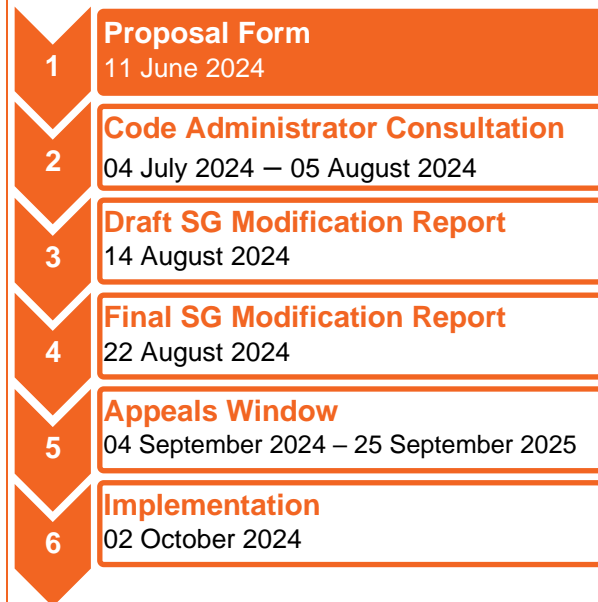 1
Proposal Form
11 June 2024
2
Code Administrator Consultation
04 July 2024 – 05 August 2024
3
Draft SG Modification Report
14 August 2024
4
Final SG Modification Report
22 August 2024
5
Appeals Window
04 September 2024 – 25 September 2025
6
Implementation
02 October 2024